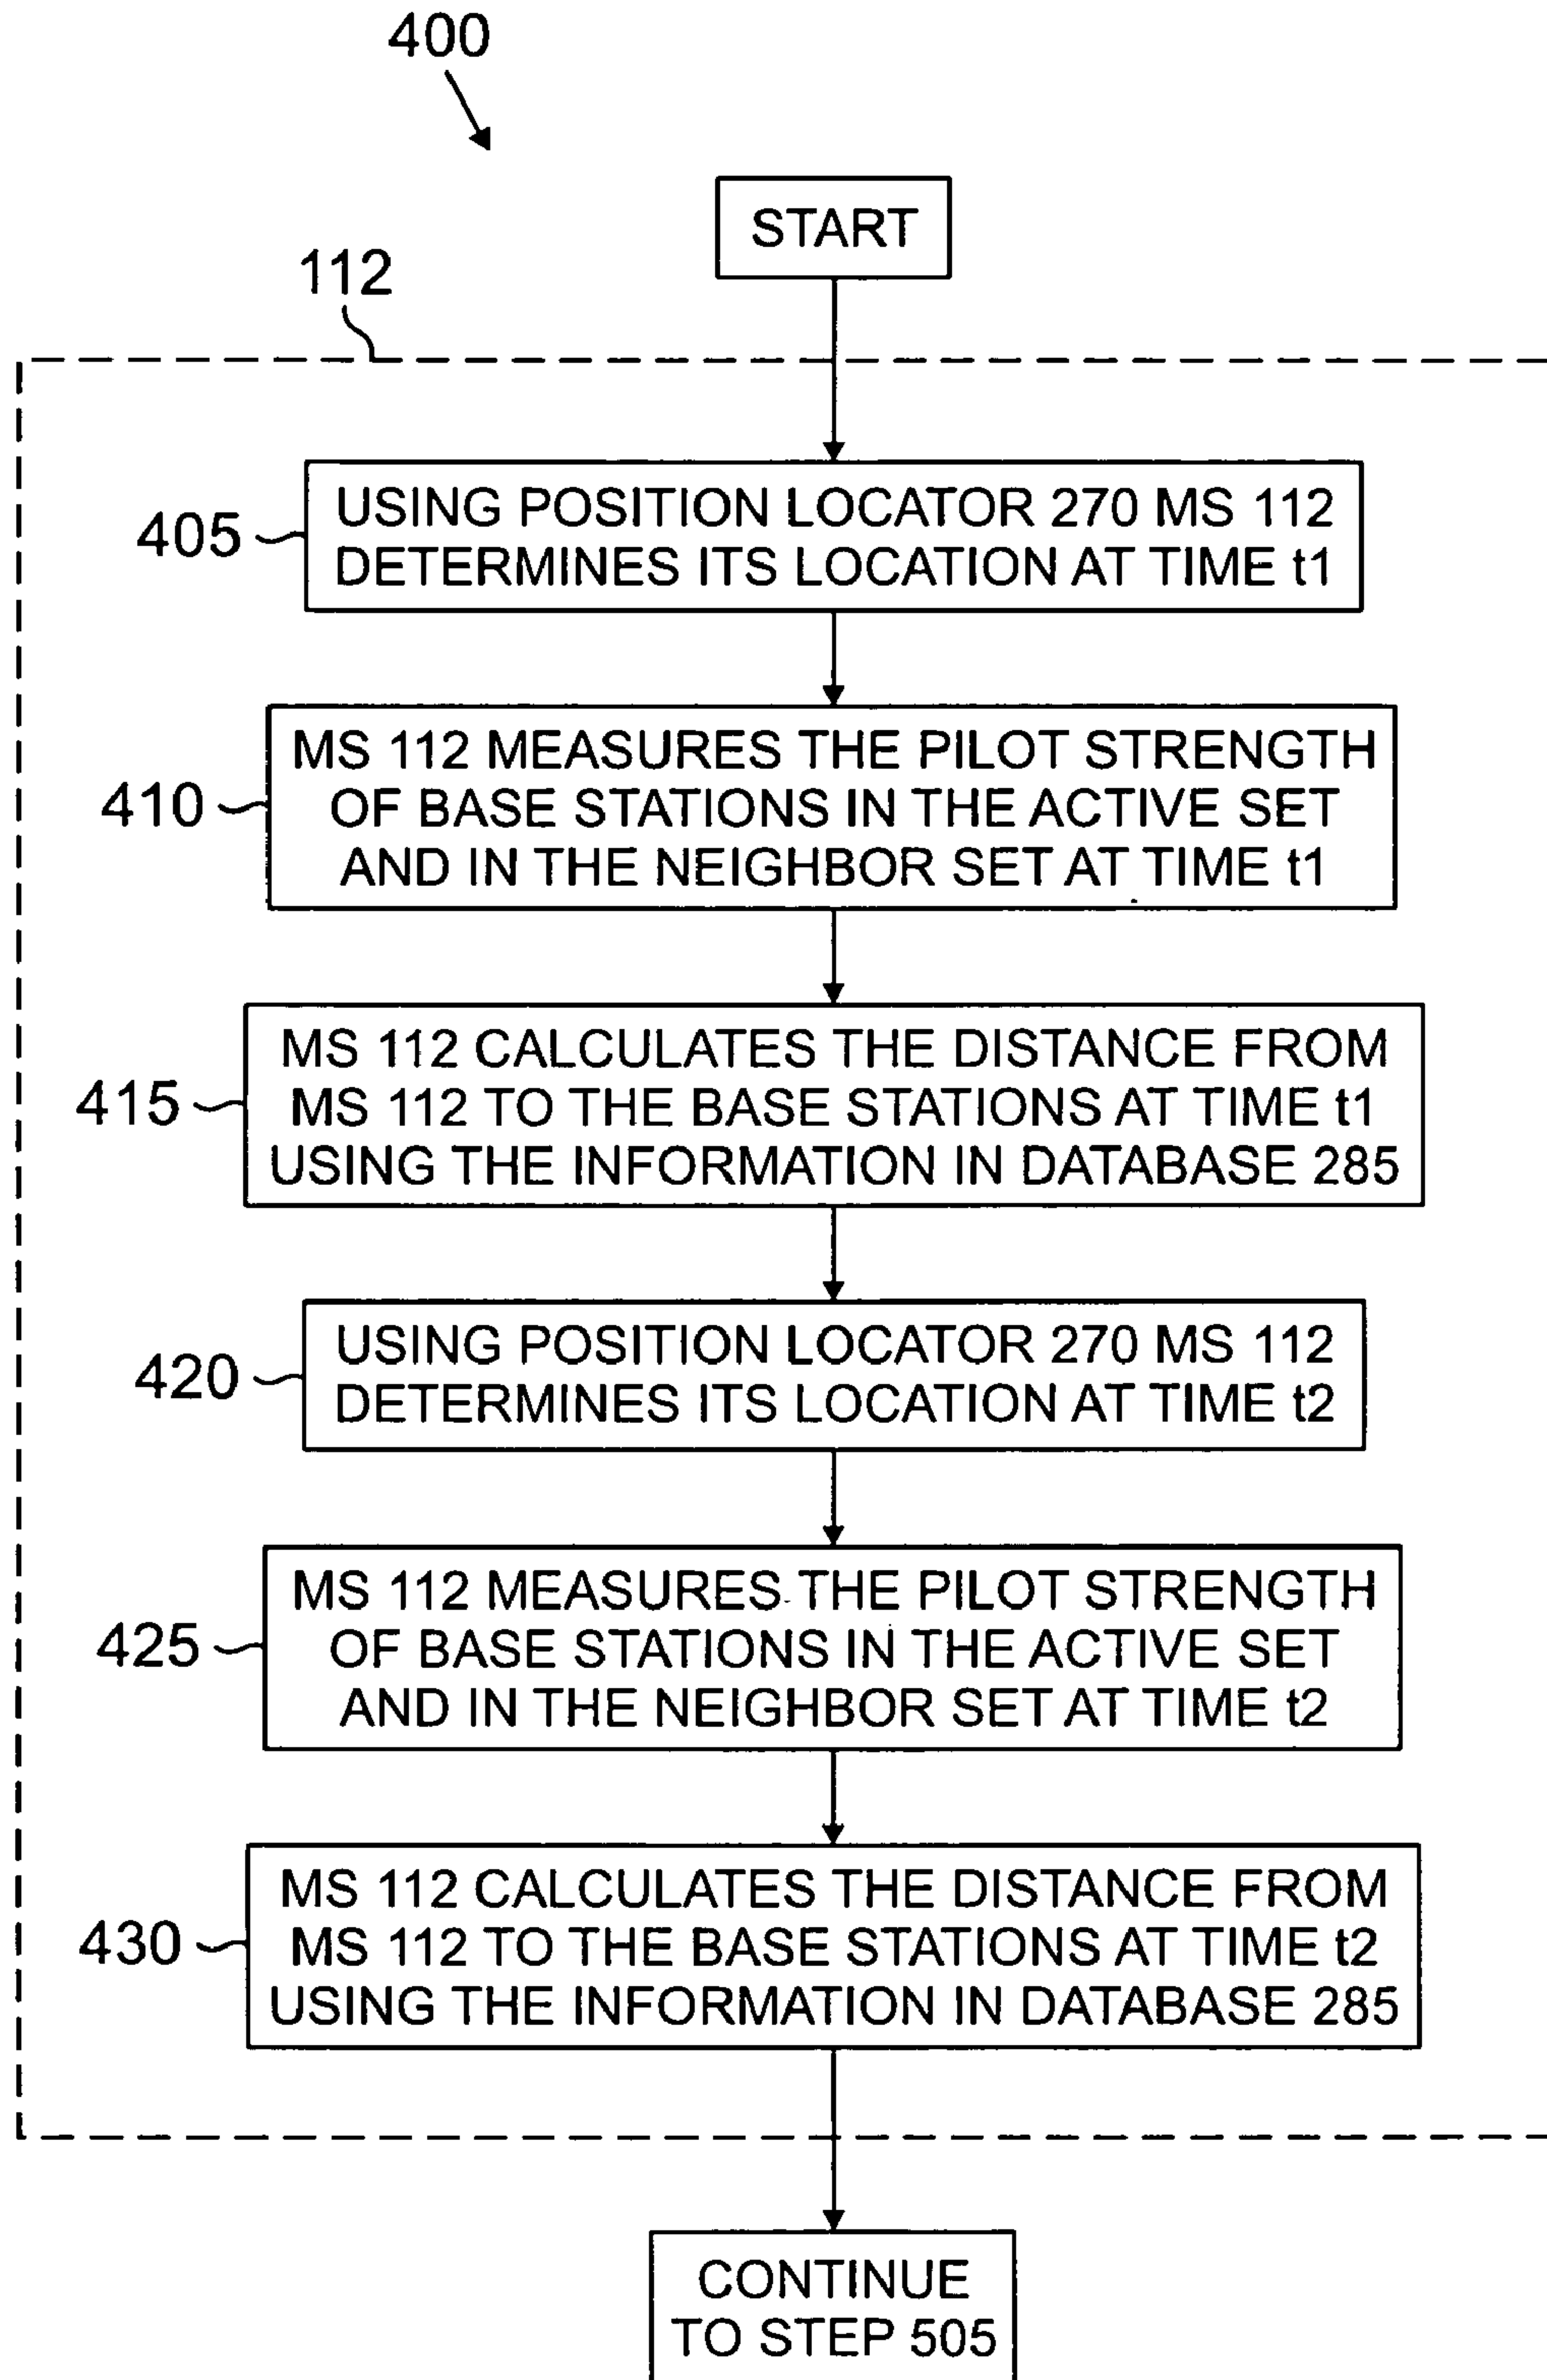 400
START
112
405
USING POSITION LOCATOR 270 MS 112
DETERMINES ITS LOCATION AT TIME t1
410
MS 112 MEASURES THE PILOT STRENGTH
OF BASE STATIONS IN THE ACTIVE SET
AND IN THE NEIGHBOR SET AT TIME t1
415
MS 112 CALCULATES THE DISTANCE FROM
MS 112 TO THE BASE STATIONS AT TIME t1
USING THE INFORMATION IN DATABASE 285
420
USING POSITION LOCATOR 270 MS 112
DETERMINES ITS LOCATION AT TIME t2
425
MS 112 MEASURES THE PILOT STRENGTH
OF BASE STATIONS IN THE ACTIVE SET
AND IN THE NEIGHBOR SET AT TIME t2
430
MS 112 CALCULATES THE DISTANCE FROM
MS 112 TO THE BASE STATIONS AT TIME t2
USING THE INFORMATION IN DATABASE 285
CONTINUE
TO STEP 505